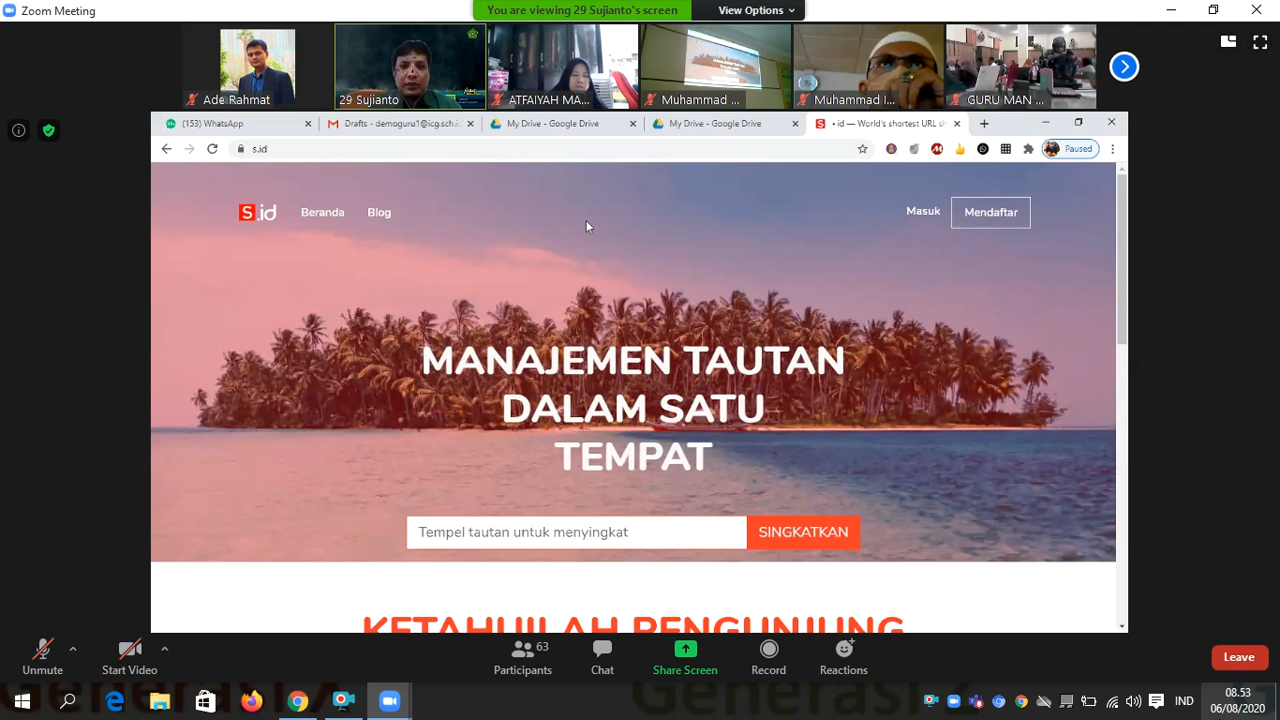 Zoom Meeting
You are viewing 29 Sujianto's screen
View Options
Ade Rahmat
29 Sujianto
ATFAIYAH MA...
Muhammad ...
Muhammad I...
GURU MAN ...
(153) WhatsApp
Drafts - demoguru1@icg.sch.i
My Drive - Google Drive
My Drive - Google Drive
• id — World's shortest URL sh
s.id
Paused
S.id
Beranda
Blog
Masuk
Mendaftar
MANAJEMEN TAUTAN
DALAM SATU
TEMPAT
Tempel tautan untuk menyingkat
SINGKATKAN
KETAHUILAH PENGUNJUNG
Unmute
Start Video
63
Participants
Chat
Share Screen
Record
Reactions
Leave
IND
08.53
06/08/2020